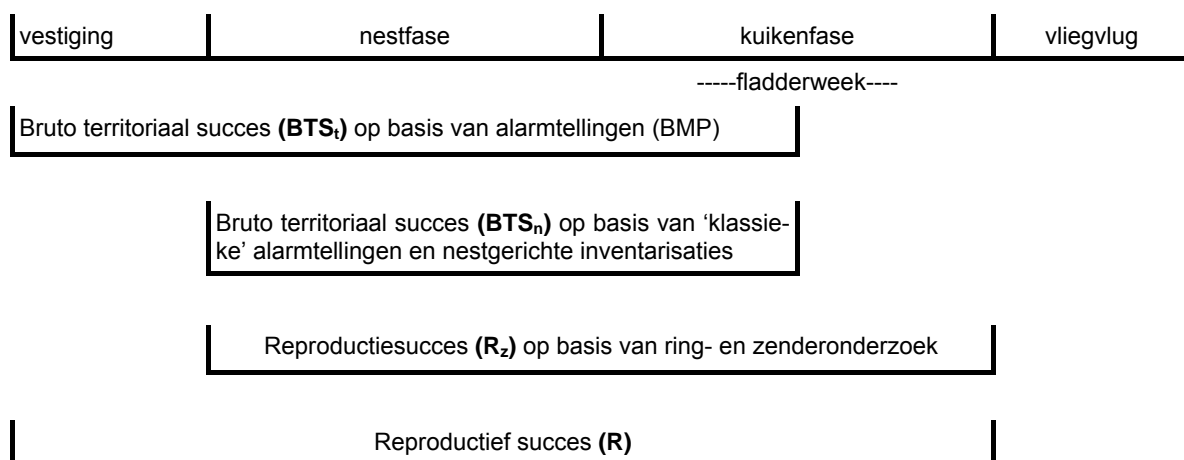 vestiging nestfase kuikenfase vliegvlug
-----fladderweek----
Bruto territoriaal succes (BTSt) op basis van alarmtellingen (BMP)
Bruto territoriaal succes (BTSn) op basis van ‘klassie-
ke’ alarmtellingen en nestgerichte inventarisaties
Reproductiesucces (Rz) op basis van ring- en zenderonderzoek
Reproductief succes (R)